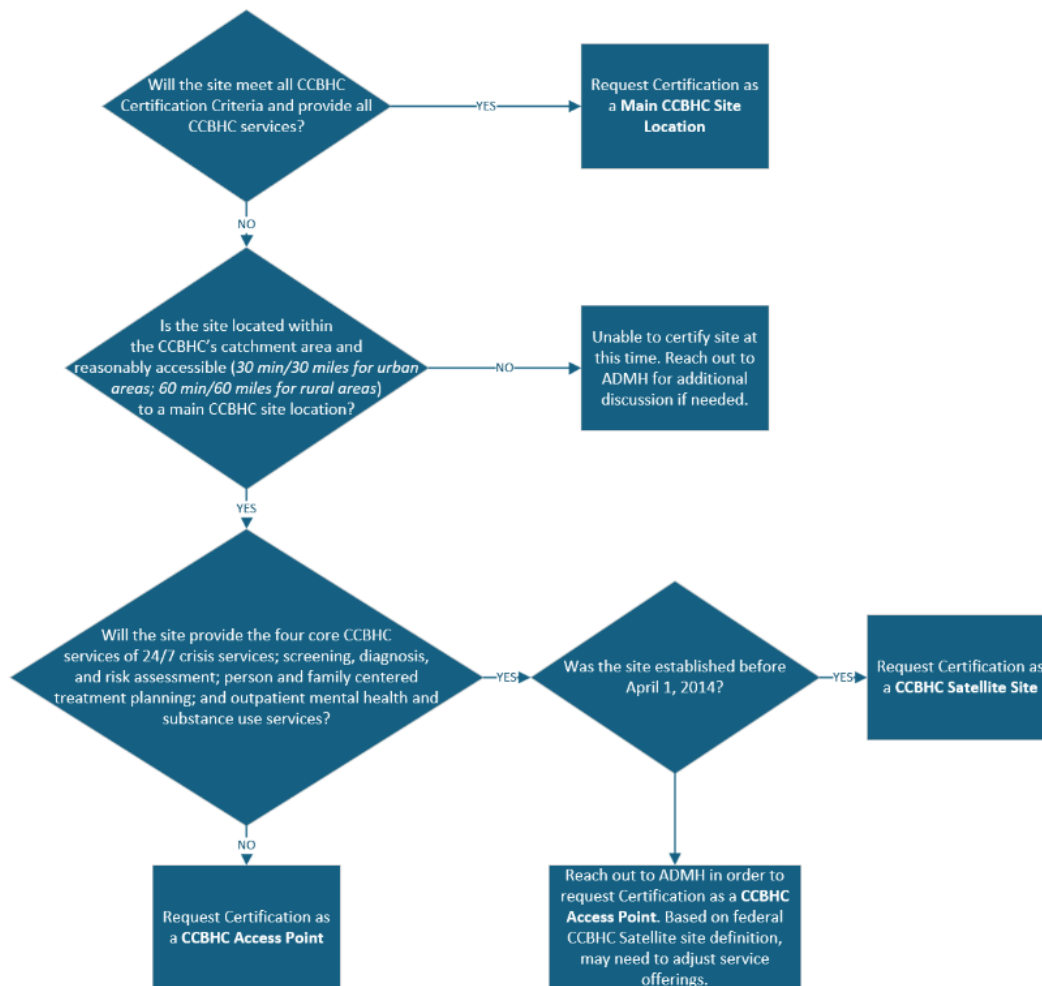 Will the site meet all CCBHC
Certification Criteria and provide all
CCBHC services?
YES
Request Certification as
a Main CCBHC Site
Location
NO
Is the site located within
the CCBHC's catchment area and
reasonably accessible (30 min/30 miles for urban
areas; 60 min/60 miles for rural areas)
to a main CCBHC site location?
NO
Unable to certify site at
this time. Reach out to
ADMH for additional
discussion if needed.
YES
Will the site provide the four core CCBHC
services of 24/7 crisis services; screening, diagnosis,
and risk assessment; person and family centered
treatment planning; and outpatient mental health and
substance use services?
YES
Was the site established before
April 1, 2014?
YES
Request Certification as
a CCBHC Satellite Site
NO
Request Certification as
a CCBHC Access Point
Reach out to ADMH in order to
request Certification as a CCBHC
Access Point. Based on federal
CCBHC Satellite site definition,
may need to adjust service
offerings.